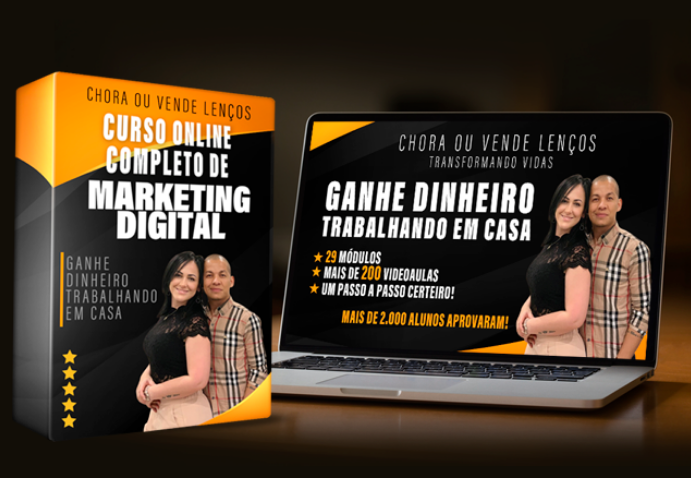 CHORA OU VENDE LENÇOS
CURSO ONLINE
COMPLETO DE
MARKETING
DIGITAL
GANHE
DINHEIRO
TRABALHANDO
EM CASA
CHORA OU VENDE LENÇOS
TRANSFORMANDO VIDAS
GANHE DINHEIRO
TRABALHANDO EM CASA
29 MÓDULOS
MAIS DE 200 VIDEOAULAS
UM PASSO A PASSO CERTEIRO!
MAIS DE 2.000 ALUNOS APROVARAM!